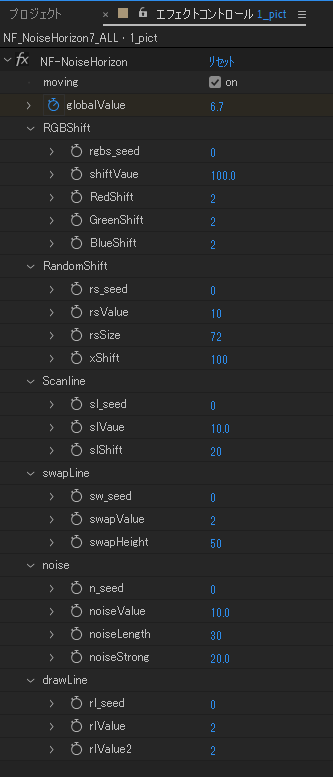 プロジェクト × エフェクトコントロール 1_pict ≡
NF_NoiseHorizon7_ALL・1_pict
fx NF-NoiseHorizon リセット
moving on
globalValue 6.7
RGBShift
rgbs_seed 0
shiftVaue 100.0
RedShift 2
GreenShift 2
BlueShift 2
RandomShift
rs_seed 0
rsValue 10
rsSize 72
xShift 100
Scanline
sl_seed 0
slVaue 10.0
slShift 20
swapLine
sw_seed 0
swapValue 2
swapHeight 50
noise
n_seed 0
noiseValue 10.0
noiseLength 30
noiseStrong 20.0
drawLine
rl_seed 0
rlValue 2
rlValue2 2